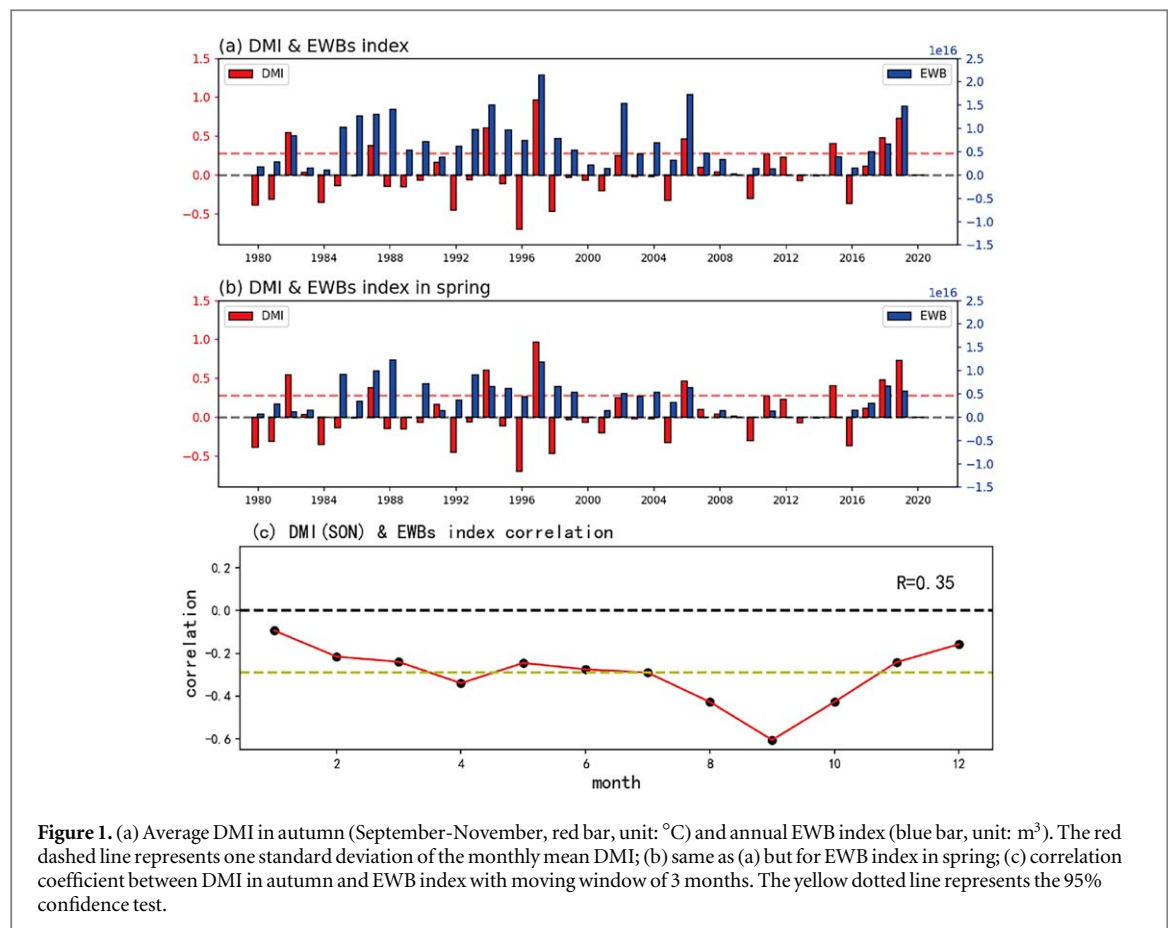 (a) DMI & EWBs index
1e16
1.5
1.0
0.5
0.0
−0.5
DMI
EWB
2.5
2.0
1.5
1.0
0.5
0.0
−0.5
−1.0
−1.5
1980 1984 1988 1992 1996 2000 2004 2008 2012 2016 2020
(b) DMI & EWBs index in spring
1e16
1.5
1.0
0.5
0.0
−0.5
DMI
EWB
2.5
2.0
1.5
1.0
0.5
0.0
−0.5
−1.0
−1.5
1980 1984 1988 1992 1996 2000 2004 2008 2012 2016 2020
(c) DMI(SON) & EWBs index correlation
correlation
0.2
0.0
-0.2
-0.4
-0.6
R=0.35
2 4 6 8 10 12
month
Figure 1. (a) Average DMI in autumn (September-November, red bar, unit: °C) and annual EWB index (blue bar, unit: m³). The red
dashed line represents one standard deviation of the monthly mean DMI; (b) same as (a) but for EWB index in spring; (c) correlation
coefficient between DMI in autumn and EWB index with moving window of 3 months. The yellow dotted line represents the 95%
confidence test.